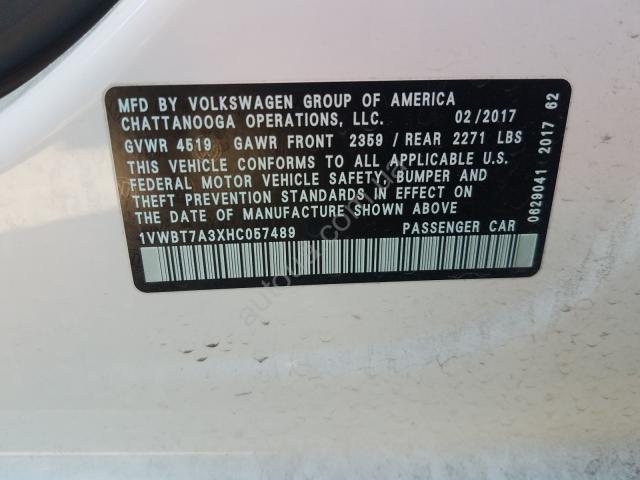 MFD BY VOLKSWAGEN GROUP OF AMERICA
CHATTANOOGA OPERATIONS, LLC. 02/2017
GVWR 4519 GAWR FRONT 2359 / REAR 2271 LBS
THIS VEHICLE CONFORMS TO ALL APPLICABLE U.S.
FEDERAL MOTOR VEHICLE SAFETY, BUMPER AND
THEFT PREVENTION STANDARDS IN EFFECT ON
THE DATE OF MANUFACTURE SHOWN ABOVE.
1VWBT7A3XHC057489 PASSENGER CAR
0629041 2017 62